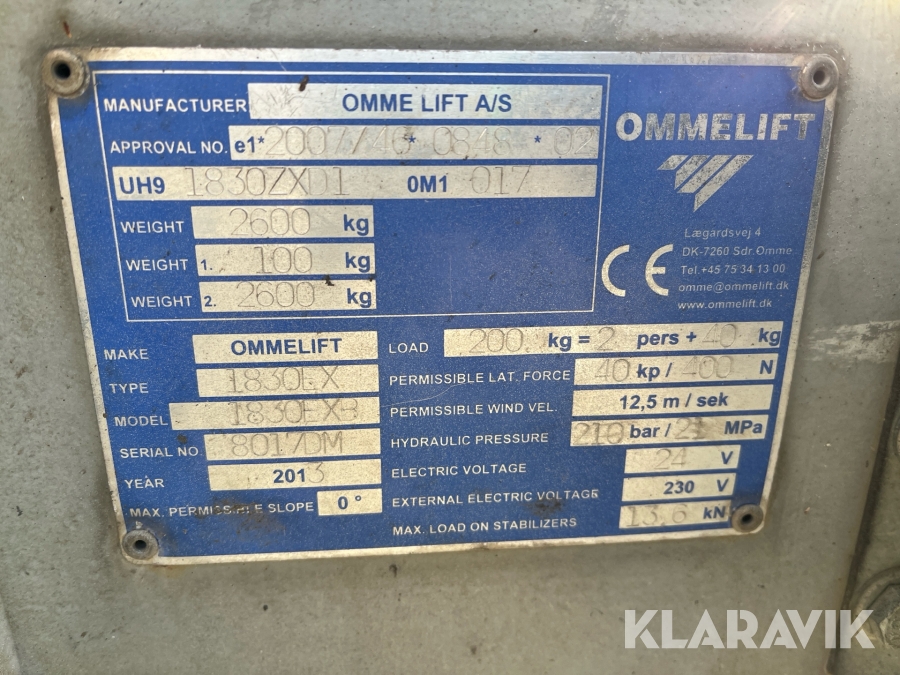 MANUFACTURER OMME LIFT A/S
APPROVAL NO. e1*2007/46*0848*02
UH9 1830ZXD1 0M1 017
WEIGHT 2600 kg
WEIGHT 1. 100 kg
WEIGHT 2. 2600 kg
OMMELIFT
CE
Lægårdsvej 4
DK-7260 Sdr.Omme
Tel.+45 75 34 13 00
omme@ommelift.dk
www.ommelift.dk
MAKE OMMELIFT
TYPE 1830EX
MODEL 1830EXB
SERIAL NO. 8017DM
YEAR 2013
MAX. PERMISSIBLE SLOPE 0°
LOAD 200 kg = 2 pers + 40 kg
PERMISSIBLE LAT. FORCE 40 kp / 400 N
PERMISSIBLE WIND VEL. 12,5 m / sek
HYDRAULIC PRESSURE 210 bar / 21 MPa
ELECTRIC VOLTAGE 24 V
EXTERNAL ELECTRIC VOLTAGE 230 V
MAX. LOAD ON STABILIZERS 13,6 kN
KLARAVIK